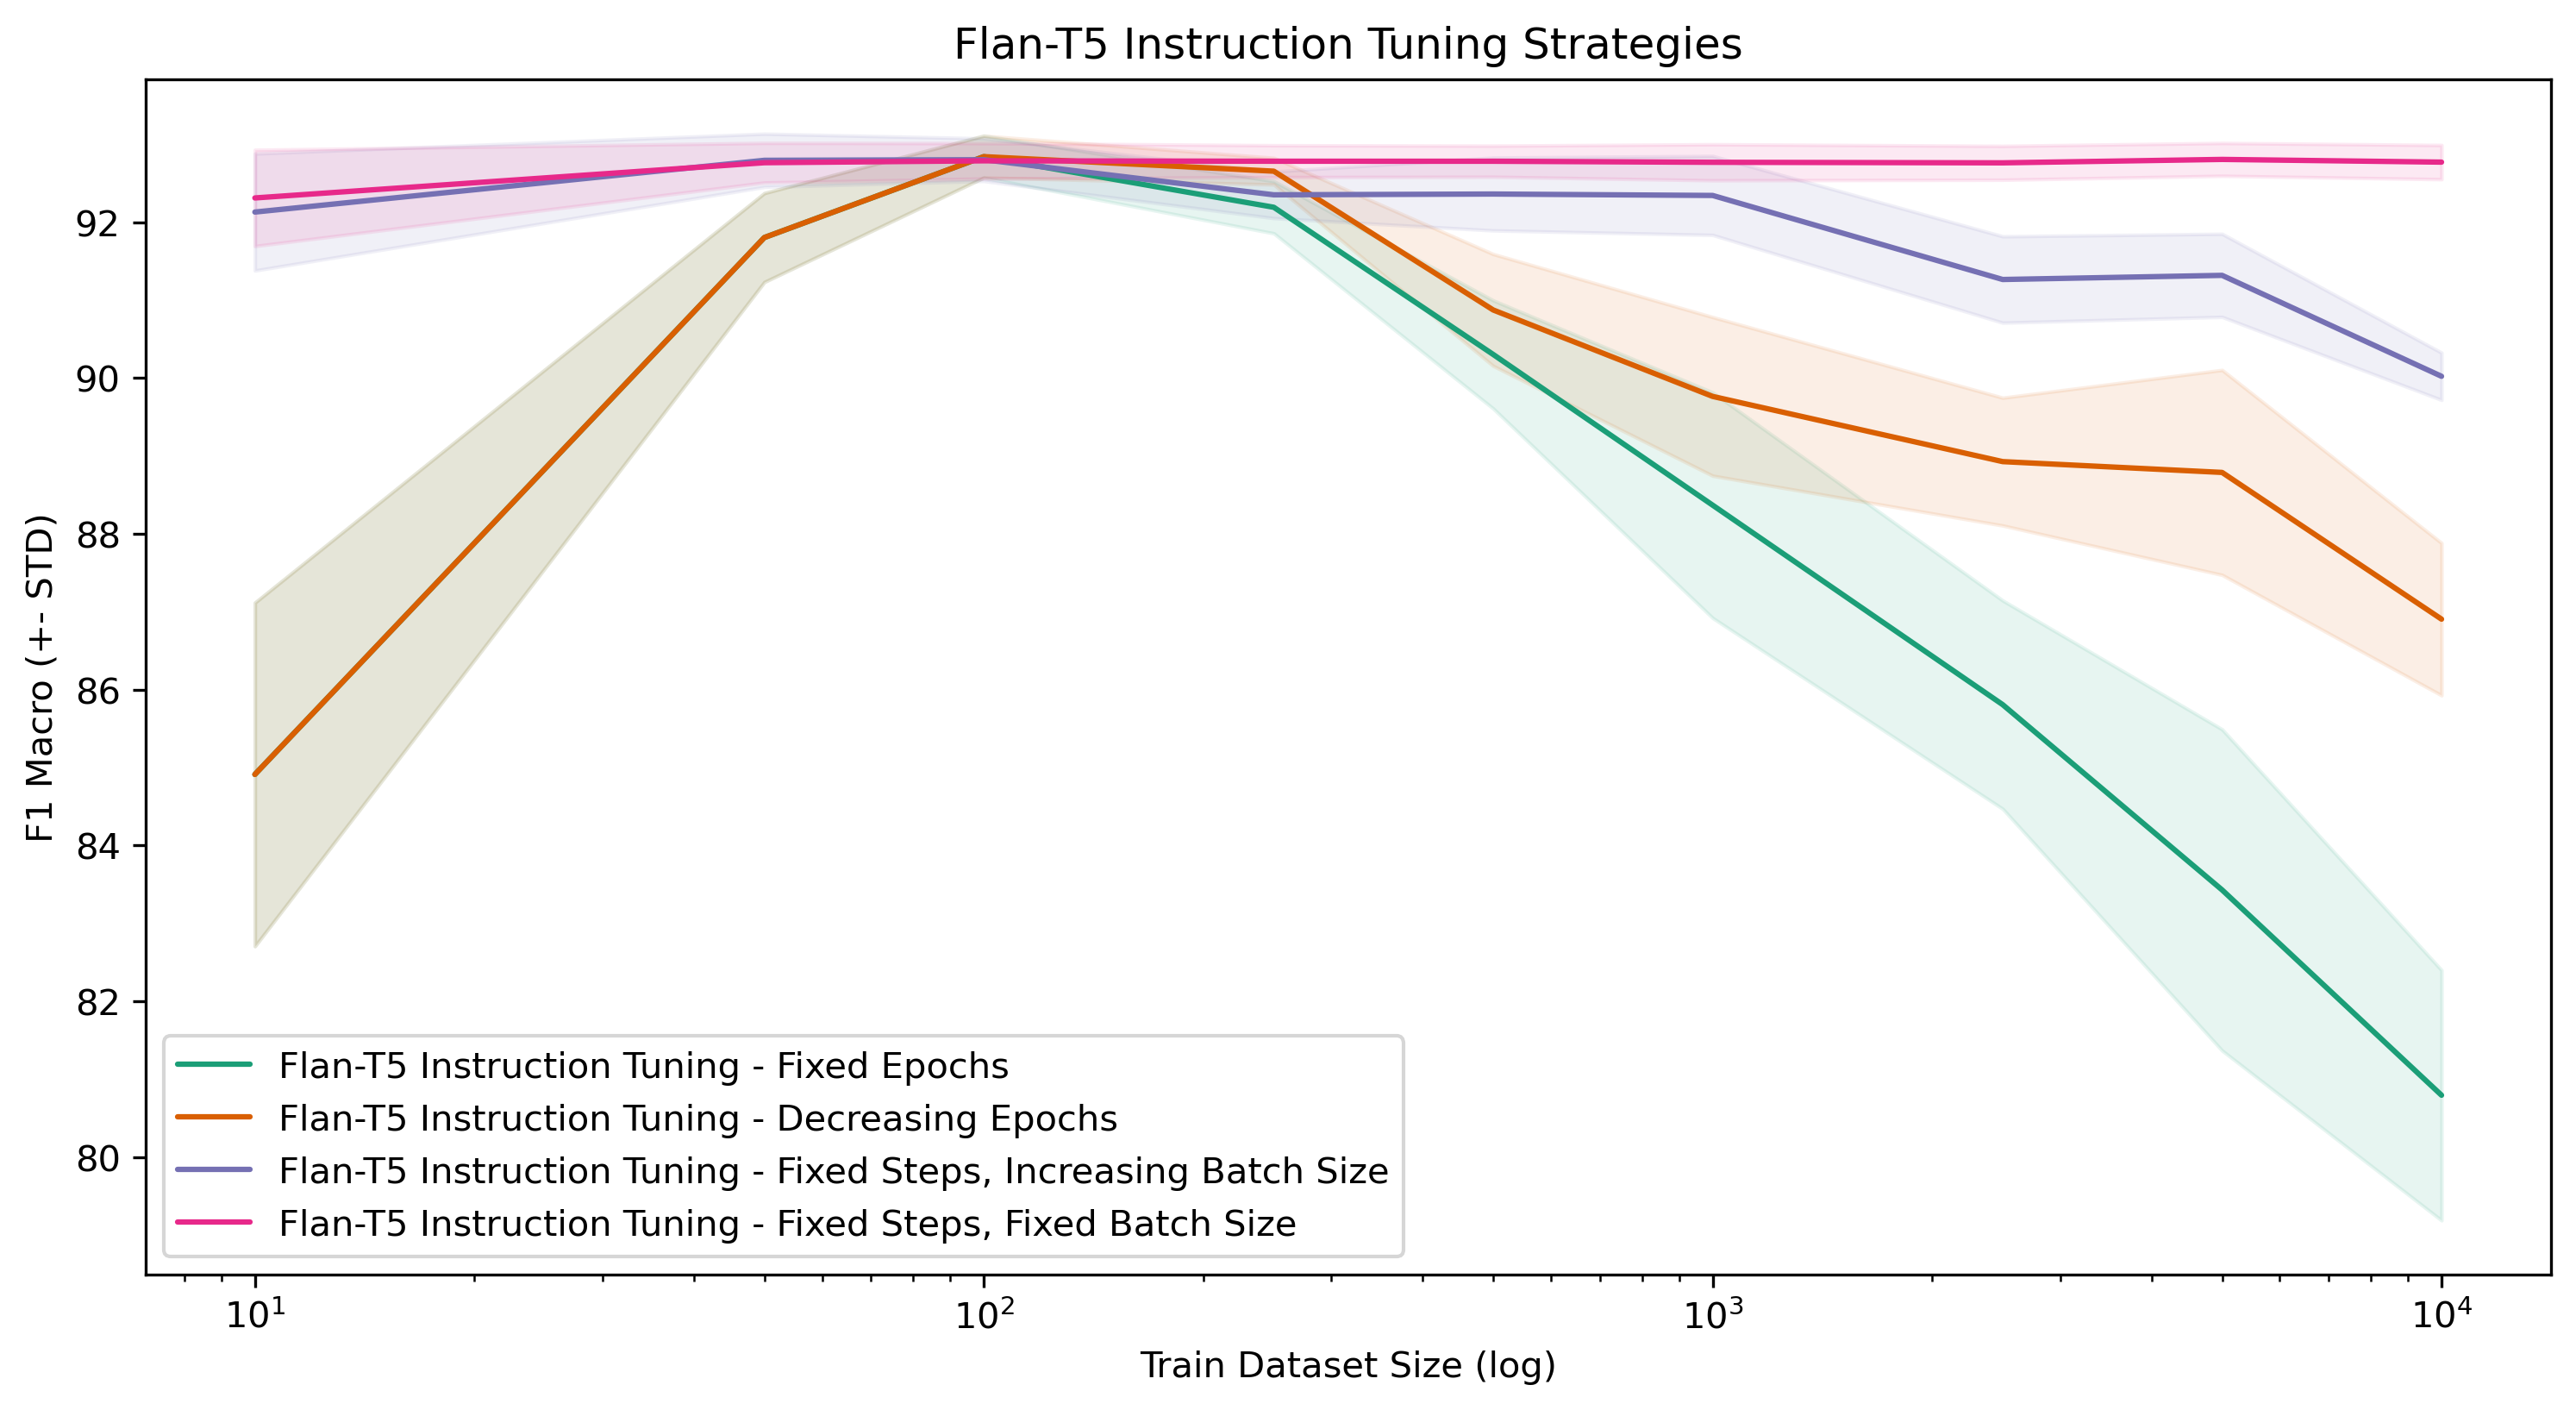 Flan-T5 Instruction Tuning Strategies
F1 Macro (+- STD)
92
90
88
86
84
82
80
Flan-T5 Instruction Tuning - Fixed Epochs
Flan-T5 Instruction Tuning - Decreasing Epochs
Flan-T5 Instruction Tuning - Fixed Steps, Increasing Batch Size
Flan-T5 Instruction Tuning - Fixed Steps, Fixed Batch Size
10¹ 10² 10³ 10⁴
Train Dataset Size (log)